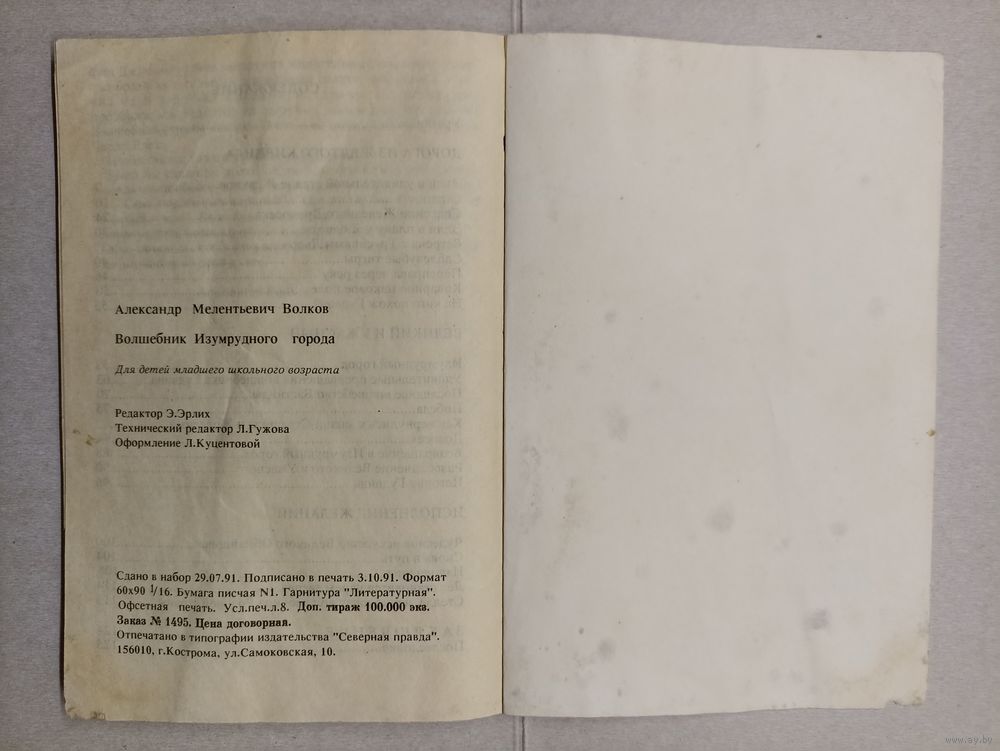 Александр Мелентьевич Волков
Волшебник Изумрудного города
Для детей младшего школьного возраста
Редактор Э.Эрлих
Технический редактор Л.Гужова
Оформление Л.Куцентовой
Сдано в набор 29.07.91. Подписано в печать 3.10.91. Формат
60х90 1/16. Бумага писчая N1. Гарнитура "Литературная".
Офсетная печать. Усл.печ.л.8. Доп. тираж 100.000 экз.
Заказ № 1495. Цена договорная.
Отпечатано в типографии издательства "Северная правда".
156010, г.Кострома, ул.Самоковская, 10.
www.ay.by